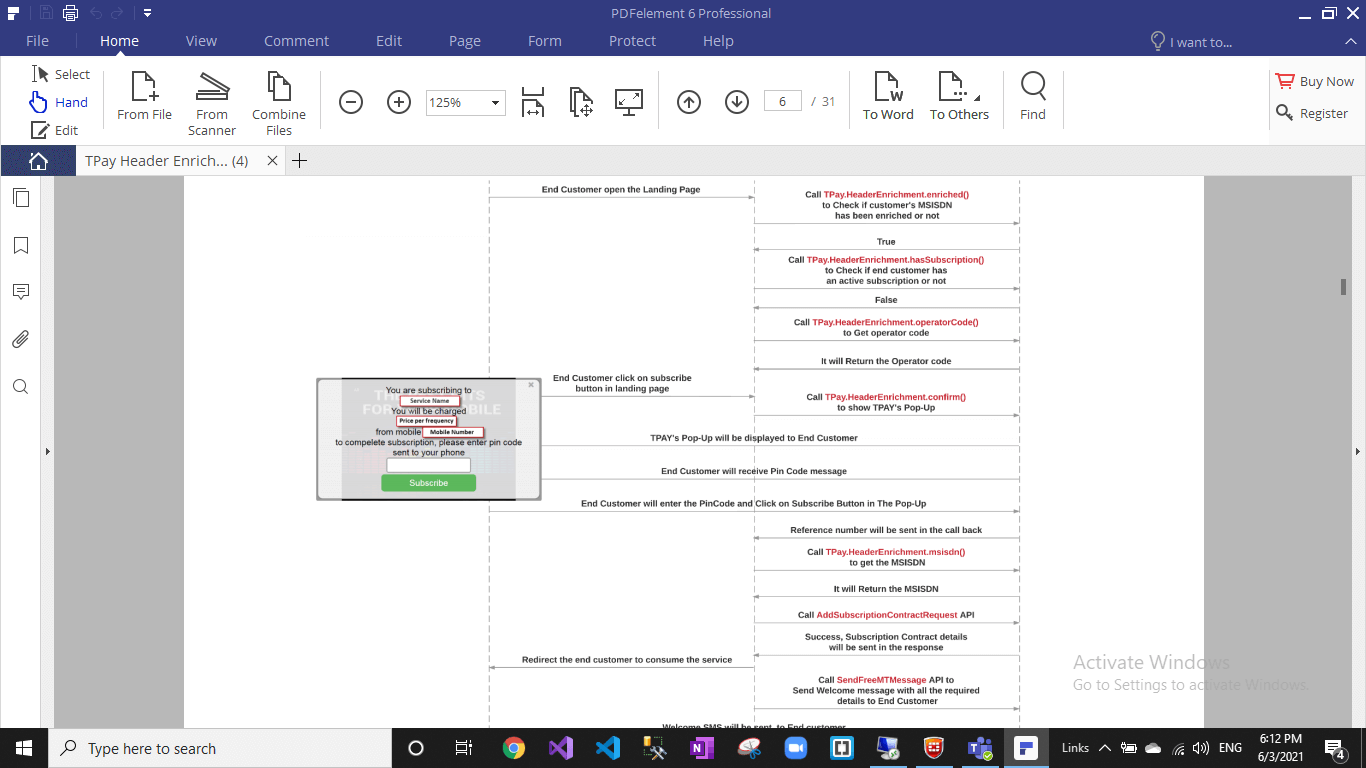 PDFelement 6 Professional
File
Home
View
Comment
Edit
Page
Form
Protect
Help
I want to...
Select
Hand
Edit
From File
From
Scanner
Combine
Files
125%
6 / 31
To Word
To Others
Find
Buy Now
Register
TPay Header Enrich... (4)
End Customer open the Landing Page
Call TPay.HeaderEnrichment.enriched()
to Check if customer's MSISDN
has been enriched or not
True
Call TPay.HeaderEnrichment.hasSubscription()
to Check if end customer has
an active subscription or not
False
Call TPay.HeaderEnrichment.operatorCode()
to Get operator code
It will Return the Operator code
End Customer click on subscribe
button in landing page
You are subscribing to
Service Name
You will be charged
Price per frequency
from mobile Mobile Number
to compelete subscription, please enter pin code
sent to your phone
Subscribe
Call TPay.HeaderEnrichment.confirm()
to show TPAY's Pop-Up
TPAY's Pop-Up will be displayed to End Customer
End Customer will receive Pin Code message
End Customer will enter the PinCode and Click on Subscribe Button in The Pop-Up
Reference number will be sent in the call back
Call TPay.HeaderEnrichment.msisdn()
to get the MSISDN
It will Return the MSISDN
Call AddSubscriptionContractRequest API
Success, Subscription Contract details
will be sent in the response
Redirect the end customer to consume the service
Call SendFreeMTMessage API to
Send Welcome message with all the required
details to End Customer
Welcome SMS will be sent to End customer
Activate Windows
Go to Settings to activate Windows.
Type here to search
Links
ENG
6:12 PM
6/3/2021
4